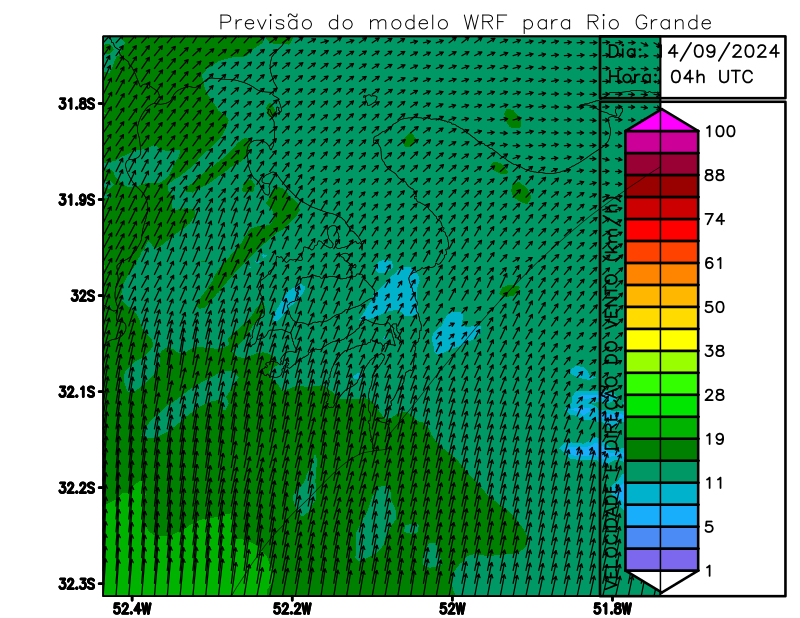 Previsão do modelo WRF para Rio Grande
Dia: 14/09/2024
Hora: 04h UTC
31.8S
31.9S
32S
32.1S
32.2S
32.3S
52.4W
52.2W
52W
51.8W
VELOCIDADE E DIREÇÃO DO VENTO (km/h)
100
88
74
61
50
38
28
19
11
5
1